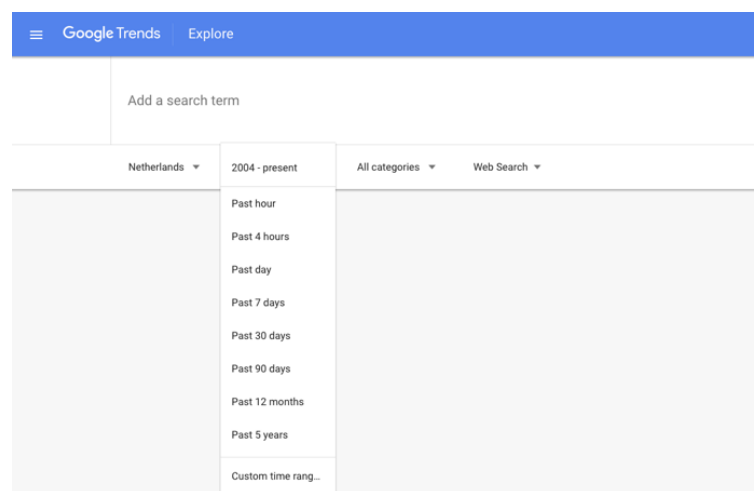 Google Trends Explore
Add a search term
Netherlands 2004 - present All categories Web Search
Past hour
Past 4 hours
Past day
Past 7 days
Past 30 days
Past 90 days
Past 12 months
Past 5 years
Custom time rang...